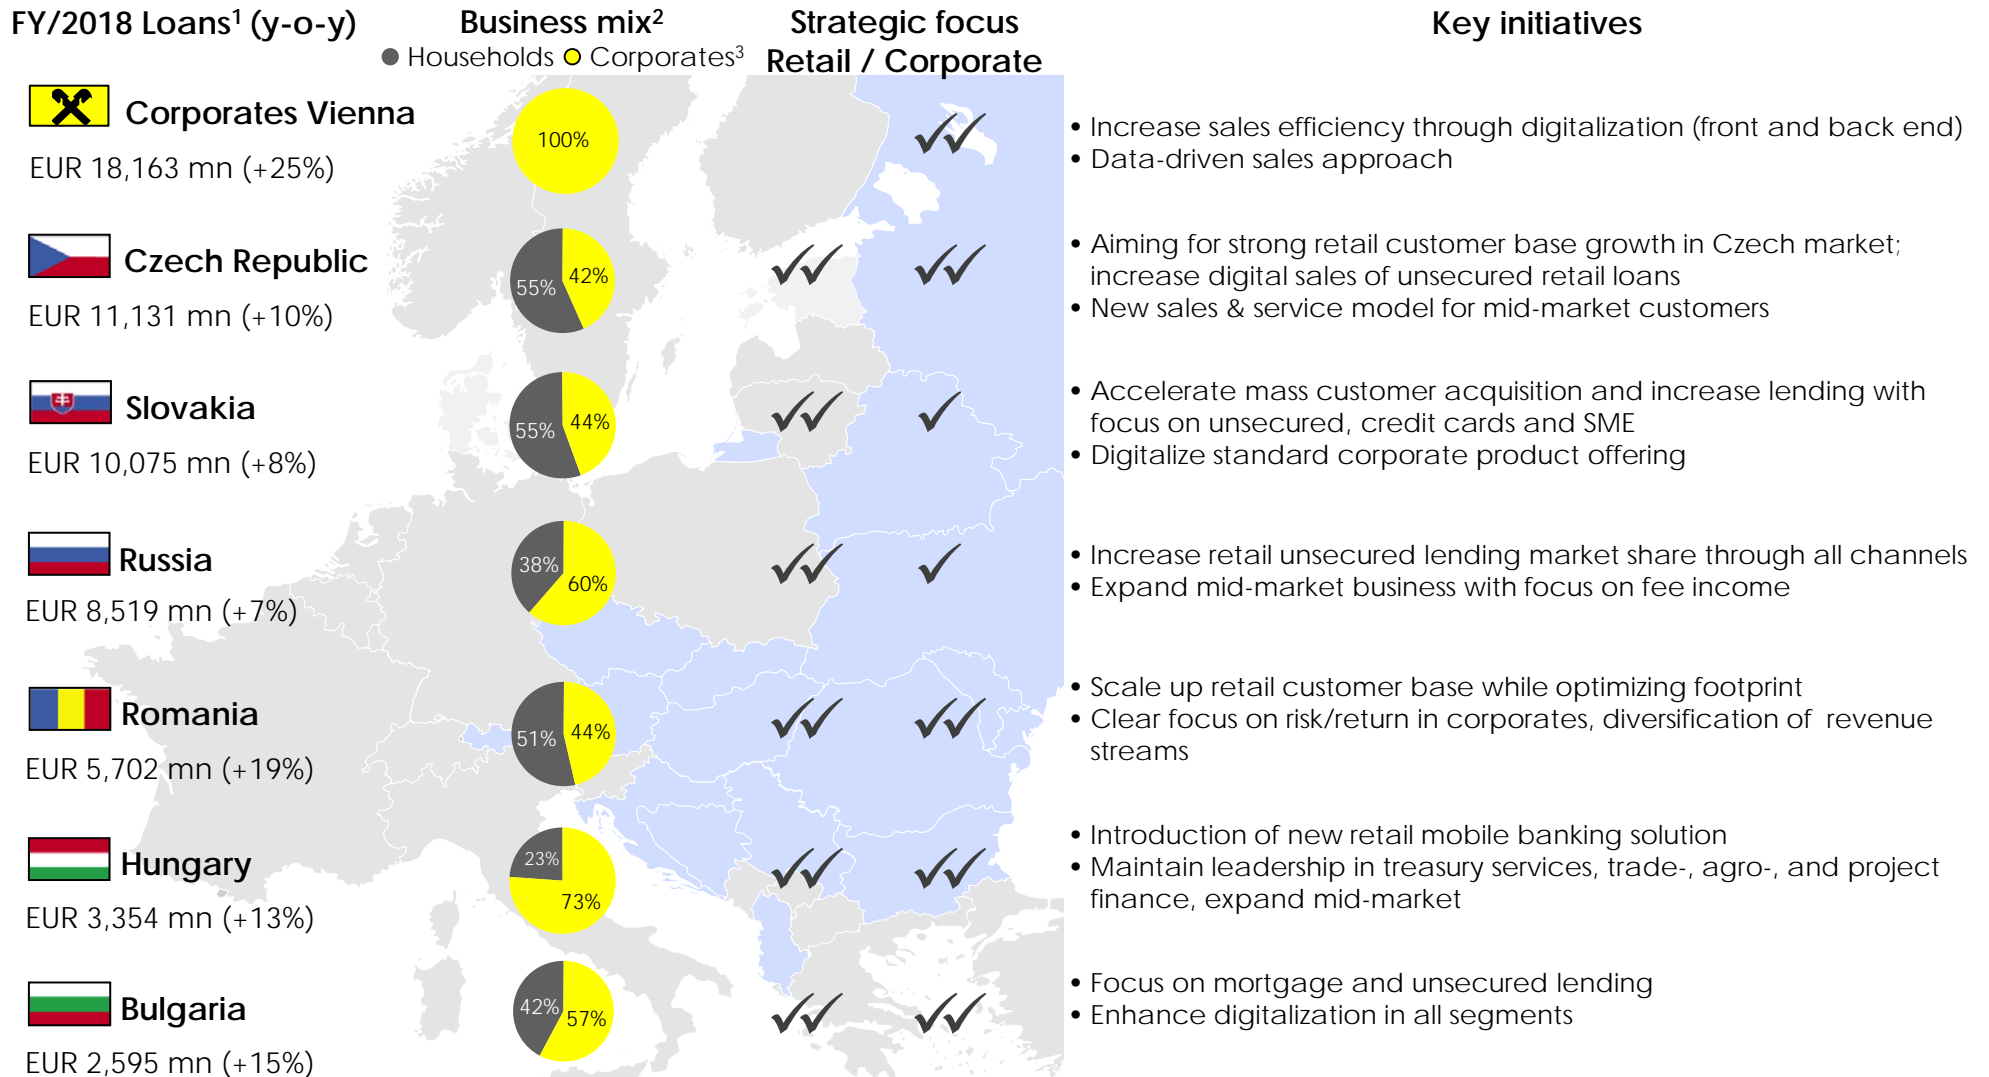 FY/2018 Loans¹ (y-o-y)
Business mix²
Households Corporates³
Strategic focus
Retail / Corporate
Key initiatives
Corporates Vienna
EUR 18,163 mn (+25%)
100%
• Increase sales efficiency through digitalization (front and back end)
• Data-driven sales approach
Czech Republic
EUR 11,131 mn (+10%)
55%
42%
• Aiming for strong retail customer base growth in Czech market;
increase digital sales of unsecured retail loans
• New sales & service model for mid-market customers
Slovakia
EUR 10,075 mn (+8%)
55%
44%
• Accelerate mass customer acquisition and increase lending with
focus on unsecured, credit cards and SME
• Digitalize standard corporate product offering
Russia
EUR 8,519 mn (+7%)
38%
60%
• Increase retail unsecured lending market share through all channels
• Expand mid-market business with focus on fee income
Romania
EUR 5,702 mn (+19%)
51%
44%
• Scale up retail customer base while optimizing footprint
• Clear focus on risk/return in corporates, diversification of revenue
streams
Hungary
EUR 3,354 mn (+13%)
23%
73%
• Introduction of new retail mobile banking solution
• Maintain leadership in treasury services, trade-, agro-, and project
finance, expand mid-market
Bulgaria
EUR 2,595 mn (+15%)
42%
57%
• Focus on mortgage and unsecured lending
• Enhance digitalization in all segments